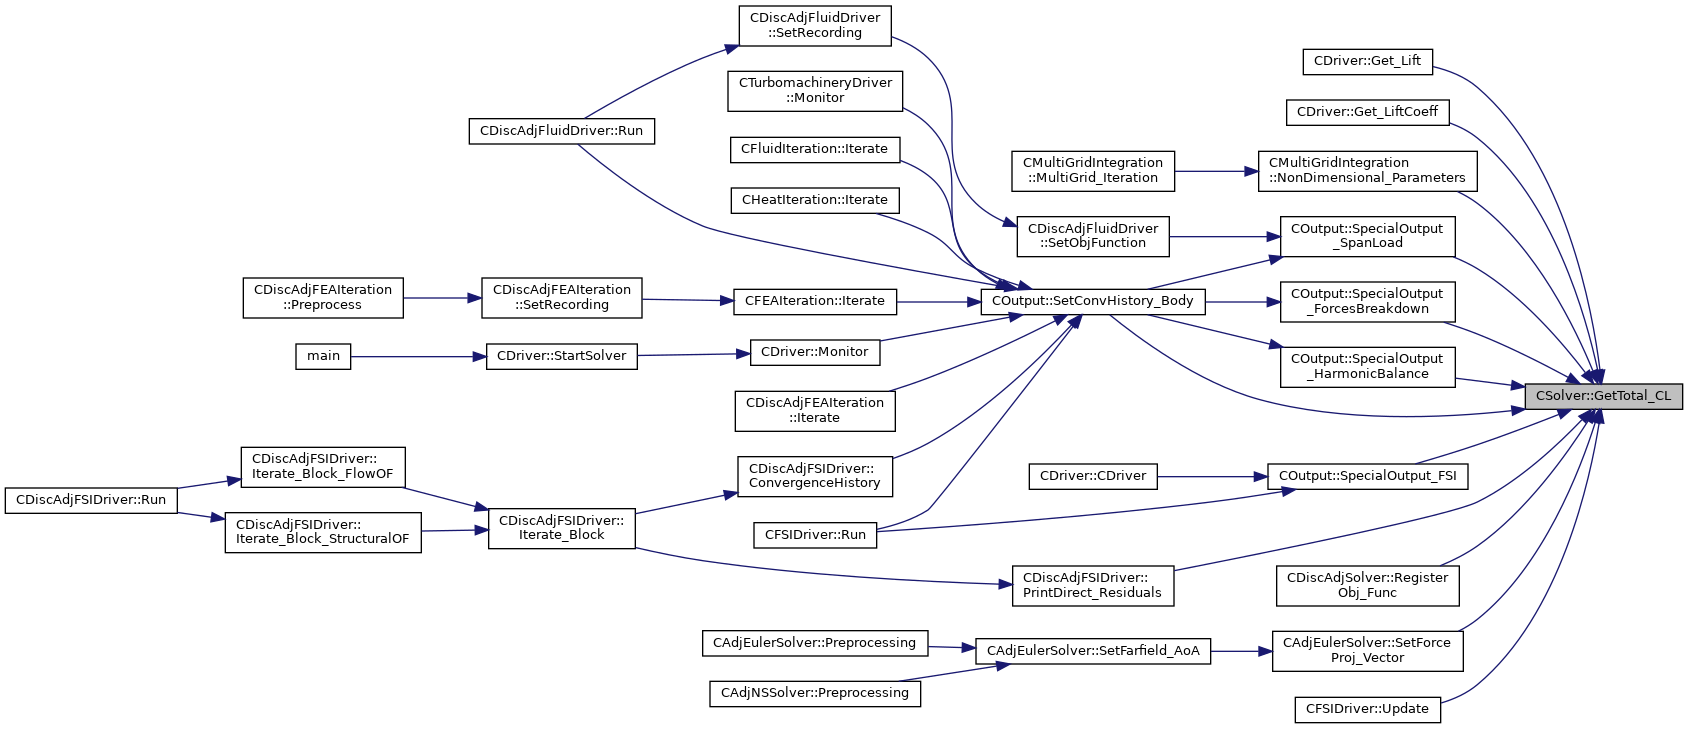 CDiscAdjFluidDriver
::SetRecording
CDriver::Get_Lift
CTurbomachineryDriver
::Monitor
CDriver::Get_LiftCoeff
CDiscAdjFluidDriver::Run
CFluidIteration::Iterate
CMultiGridIntegration
::MultiGrid_Iteration
CMultiGridIntegration
::NonDimensional_Parameters
CHeatIteration::Iterate
CDiscAdjFluidDriver
::SetObjFunction
COutput::SpecialOutput
_SpanLoad
CDiscAdjFEAIteration
::Preprocess
CDiscAdjFEAIteration
::SetRecording
CFEAIteration::Iterate
COutput::SetConvHistory_Body
COutput::SpecialOutput
_ForcesBreakdown
main
CDriver::StartSolver
CDriver::Monitor
COutput::SpecialOutput
_HarmonicBalance
CSolver::GetTotal_CL
CDiscAdjFEAIteration
::Iterate
CDiscAdjFSIDriver::
Iterate_Block_FlowOF
CDiscAdjFSIDriver::
ConvergenceHistory
CDriver::CDriver
COutput::SpecialOutput_FSI
CDiscAdjFSIDriver::Run
CDiscAdjFSIDriver::
Iterate_Block_StructuralOF
CDiscAdjFSIDriver::
Iterate_Block
CFSIDriver::Run
CDiscAdjFSIDriver::
PrintDirect_Residuals
CDiscAdjSolver::Register
Obj_Func
CAdjEulerSolver::Preprocessing
CAdjEulerSolver::SetFarfield_AoA
CAdjEulerSolver::SetForce
Proj_Vector
CAdjNSSolver::Preprocessing
CFSIDriver::Update